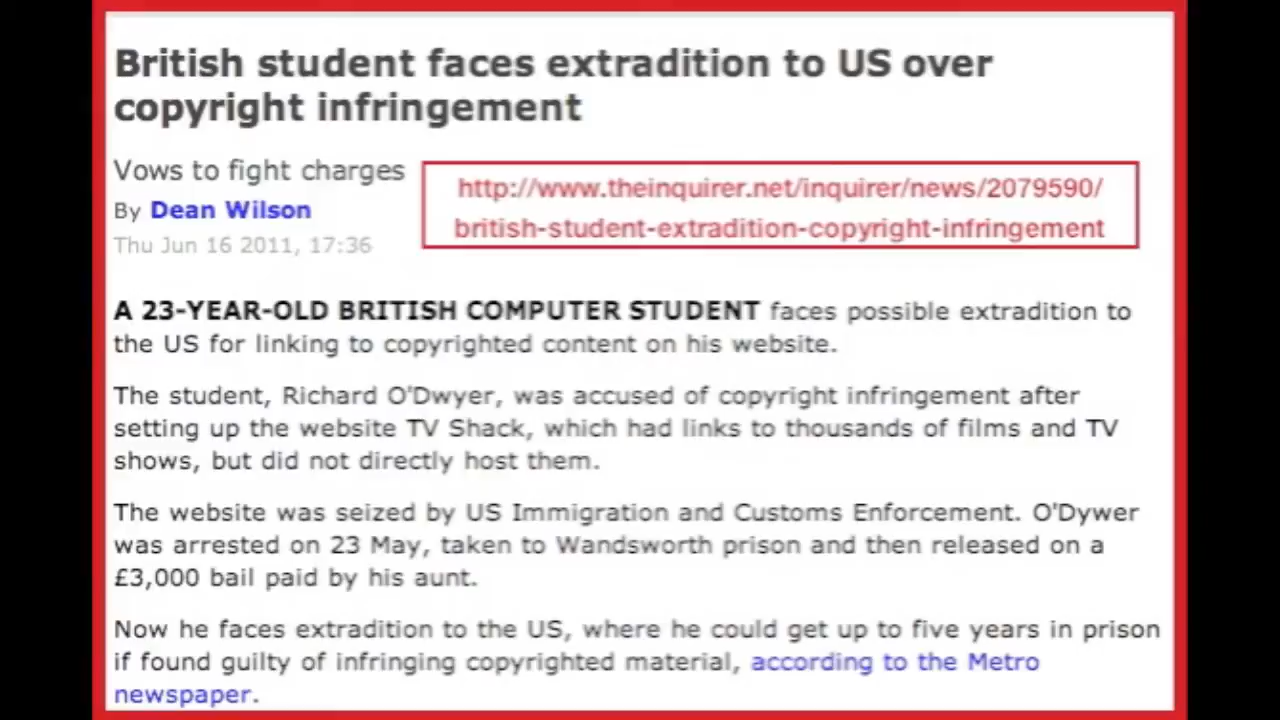 British student faces extradition to US over
copyright infringement
Vows to fight charges
By Dean Wilson
Thu Jun 16 2011, 17:36
http://www.theinquirer.net/inquirer/news/2079590/
british-student-extradition-copyright-infringement
A 23-YEAR-OLD BRITISH COMPUTER STUDENT faces possible extradition to
the US for linking to copyrighted content on his website.
The student, Richard O'Dwyer, was accused of copyright infringement after
setting up the website TV Shack, which had links to thousands of films and TV
shows, but did not directly host them.
The website was seized by US Immigration and Customs Enforcement. O'Dywer
was arrested on 23 May, taken to Wandsworth prison and then released on a
£3,000 bail paid by his aunt.
Now he faces extradition to the US, where he could get up to five years in prison
if found guilty of infringing copyrighted material, according to the Metro
newspaper.